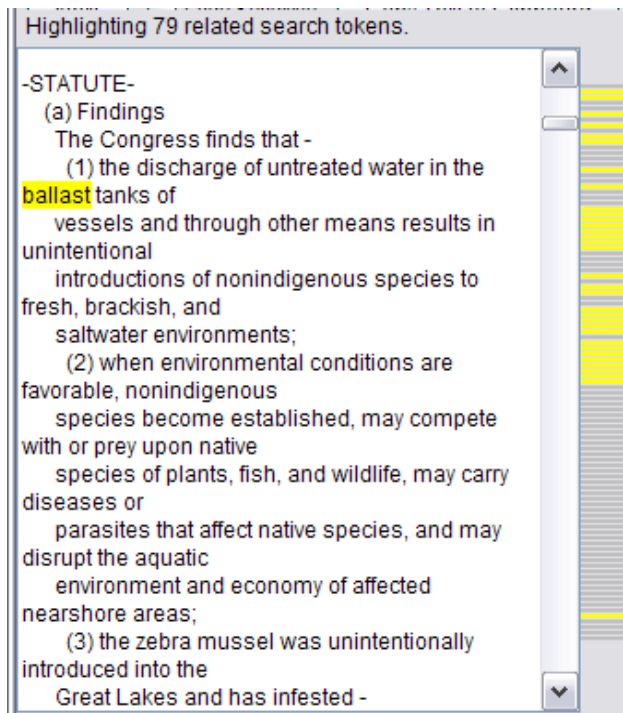 Highlighting 79 related search tokens.
-STATUTE-
(a) Findings
The Congress finds that -
(1) the discharge of untreated water in the
ballast tanks of
vessels and through other means results in
unintentional
introductions of nonindigenous species to
fresh, brackish, and
saltwater environments;
(2) when environmental conditions are
favorable, nonindigenous
species become established, may compete
with or prey upon native
species of plants, fish, and wildlife, may carry
diseases or
parasites that affect native species, and may
disrupt the aquatic
environment and economy of affected
nearshore areas;
(3) the zebra mussel was unintentionally
introduced into the
Great Lakes and has infested -